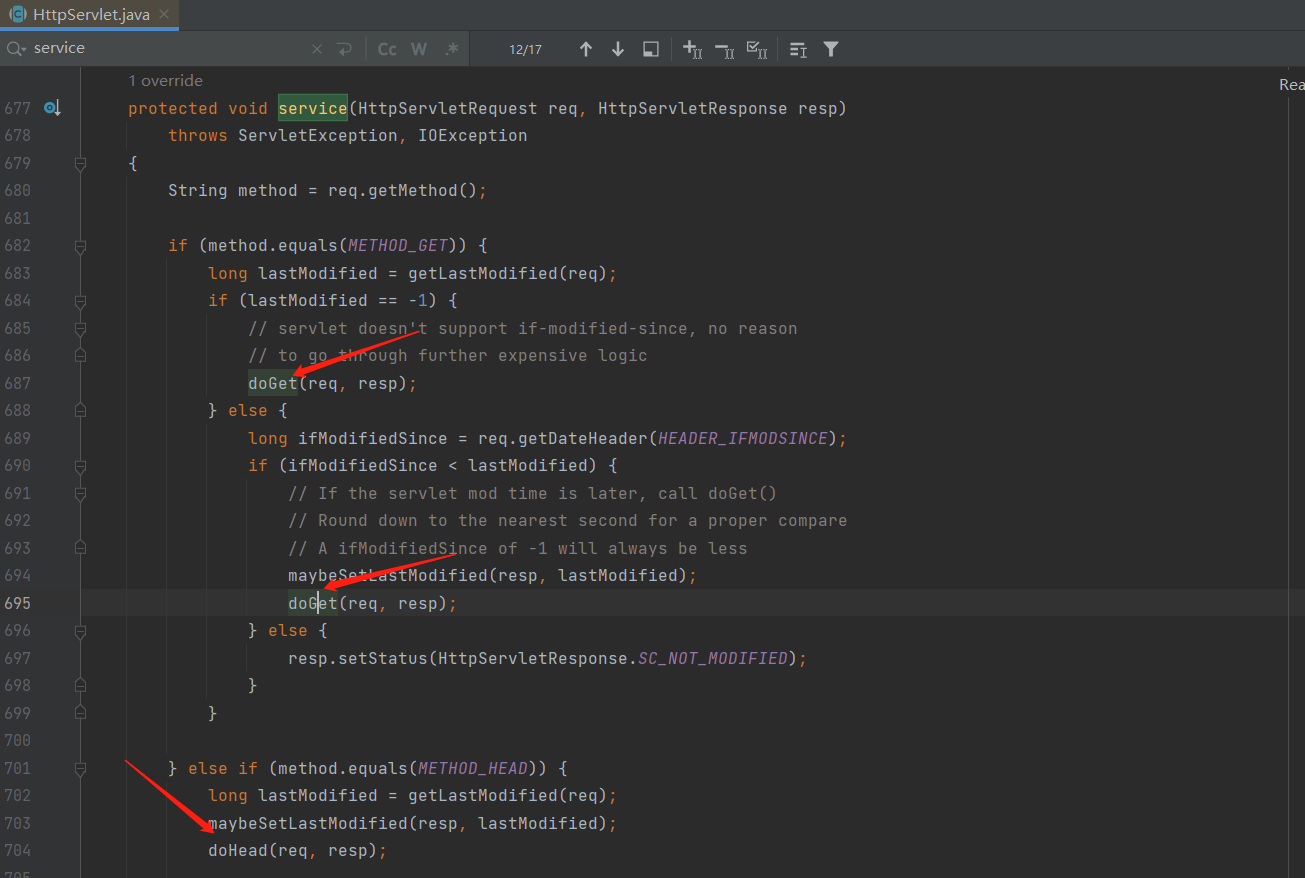 HttpServlet.java
service
Cc W .* 12/17
1 override
Rea
677 protected void service(HttpServletRequest req, HttpServletResponse resp)
678 throws ServletException, IOException
679 {
680 String method = req.getMethod();
681
682 if (method.equals(METHOD_GET)) {
683 long lastModified = getLastModified(req);
684 if (lastModified == -1) {
685 // servlet doesn't support if-modified-since, no reason
686 // to go through further expensive logic
687 doGet(req, resp);
688 } else {
689 long ifModifiedSince = req.getDateHeader(HEADER_IFMODSINCE);
690 if (ifModifiedSince < lastModified) {
691 // If the servlet mod time is later, call doGet()
692 // Round down to the nearest second for a proper compare
693 // A ifModifiedSince of -1 will always be less
694 maybeSetLastModified(resp, lastModified);
695 doGet(req, resp);
696 } else {
697 resp.setStatus(HttpServletResponse.SC_NOT_MODIFIED);
698 }
699 }
700
701 } else if (method.equals(METHOD_HEAD)) {
702 long lastModified = getLastModified(req);
703 maybeSetLastModified(resp, lastModified);
704 doHead(req, resp);
705